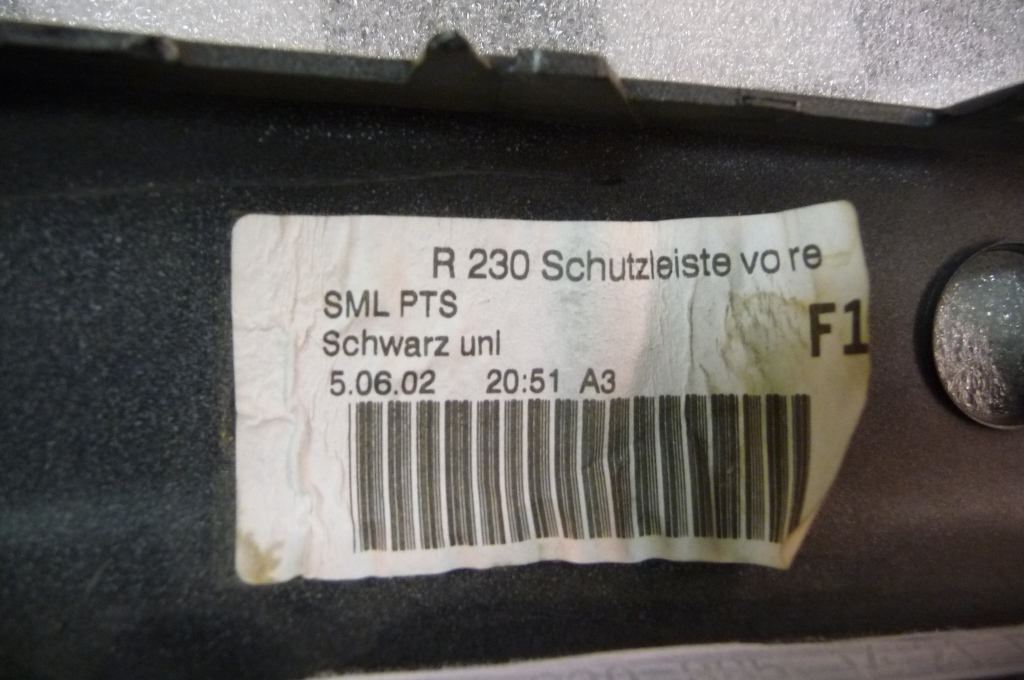 R 230 Schutzleiste vo re
SML PTS
F1
Schwarz uni
5.06.02 20:51 A3